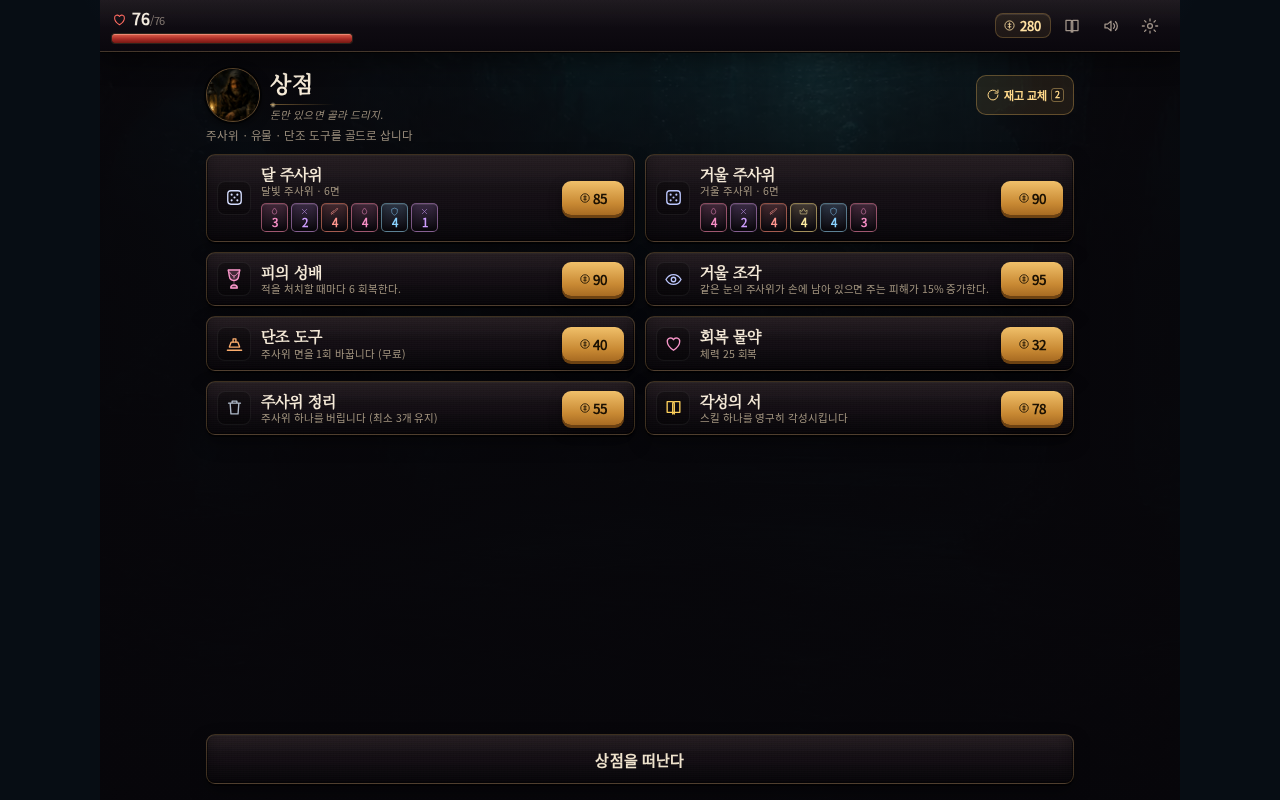 76/76
280
상점
돈만 있으면 골라 드리지.
재고 교체 2
주사위 · 유물 · 단조 도구를 골드로 삽니다
달 주사위
달빛 주사위 · 6면
3 2 4 4 4 1
85
거울 주사위
거울 주사위 · 6면
4 2 4 4 4 3
90
피의 성배
적을 처치할 때마다 6 회복한다.
90
거울 조각
같은 눈의 주사위가 손에 남아 있으면 주는 피해가 15% 증가한다.
95
단조 도구
주사위 면을 1회 바꿉니다 (무료)
40
회복 물약
체력 25 회복
32
주사위 정리
주사위 하나를 버립니다 (최소 3개 유지)
55
각성의 서
스킬 하나를 영구히 각성시킵니다
78
상점을 떠난다